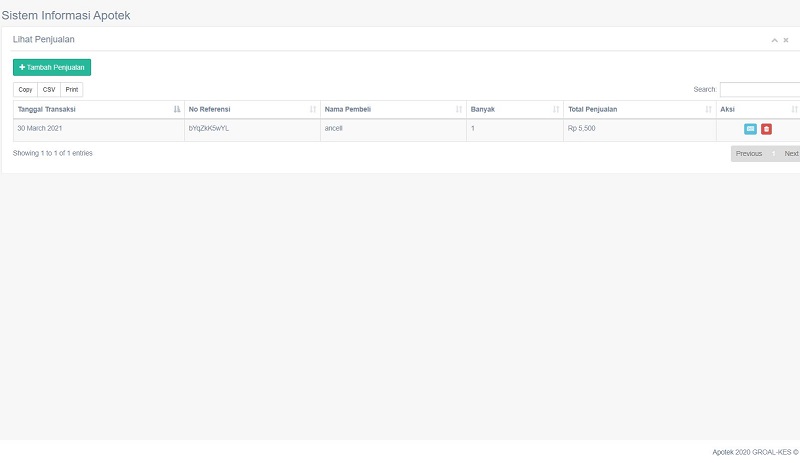 Sistem Informasi Apotek
Lihat Penjualan
Tambah Penjualan
Copy CSV Print Search:
Tanggal Transaksi No Referensi Nama Pembeli Banyak Total Penjualan Aksi
30 March 2021 bYqZkK5wYL ancell 1 Rp 5,500
Showing 1 to 1 of 1 entries Previous 1 Next
Apotek 2020 GROAL-KES ©